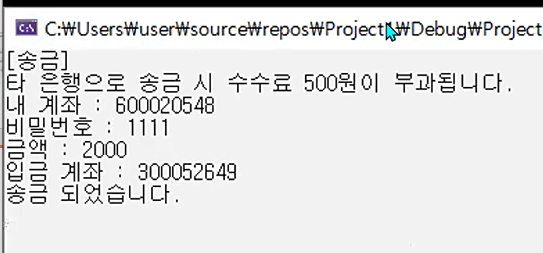 C:₩Users₩user₩source₩repos₩Project1₩Debug₩Project
[송금]
타 은행으로 송금 시 수수료 500원이 부과됩니다.
내 계좌 : 600020548
비밀번호 : 1111
금액 : 2000
입금 계좌 : 300052649
송금 되었습니다.